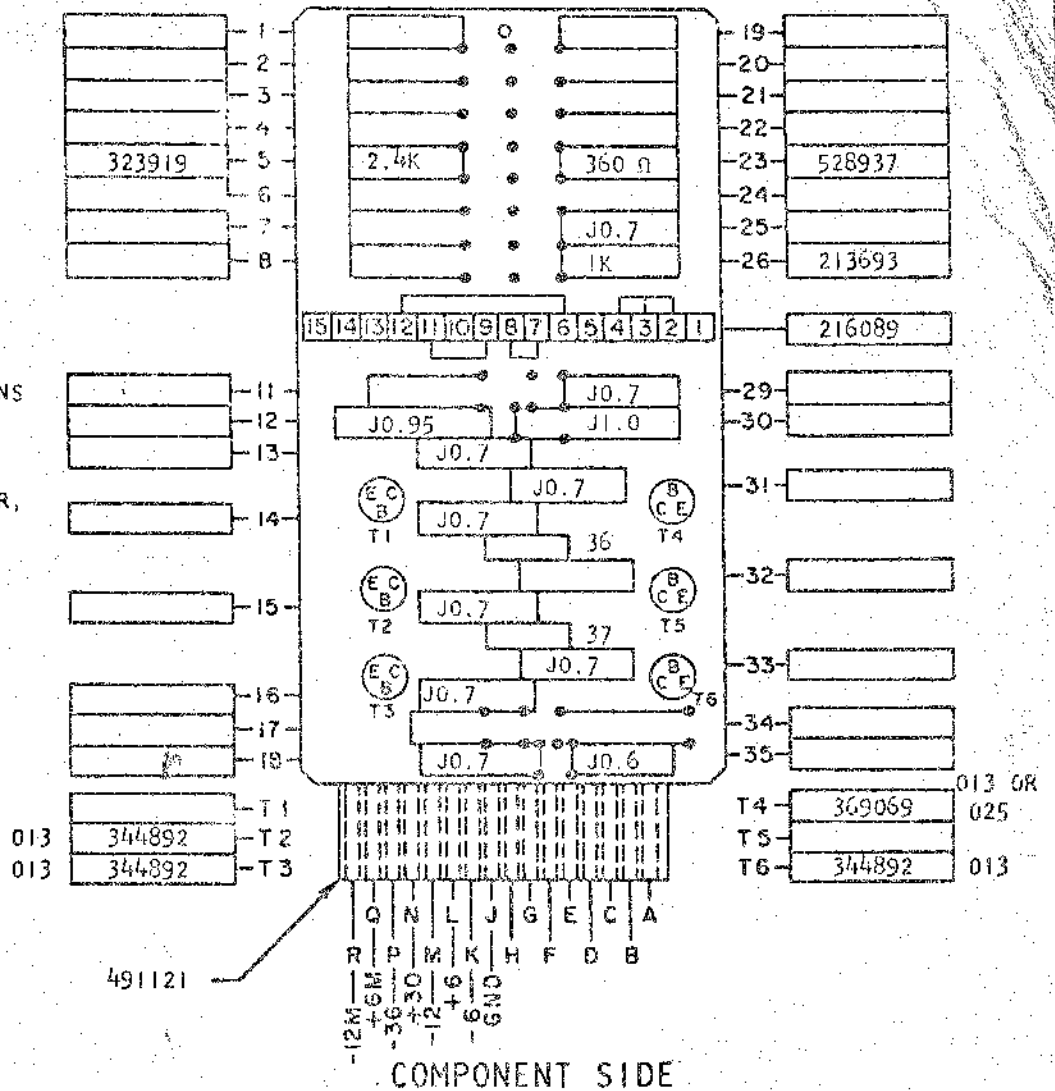 1 19
2 20
3 21
4 22
323919 5 2.4K 360 Ω 23 528937
6 24
7 J0.7 25
8 1K 26 213693
15 14 13 12 11 10 9 8 7 6 5 4 3 2 1 216089
NS 11 J0.7 29
12 J0.95 J1.0 30
13 J0.7
R, 14 E C B T1 J0.7 J0.7 B C E T4 31
36
15 E C B T2 J0.7 B C E T5 32
37
E C B T3 J0.7 B C E T6 33
16 J0.7
17 34
18 J0.7 J0.6 35
T1 T4 369069 013 OR 025
013 344892 T2 T5
013 344892 T3 T6 344892 013
Q N L J G E C A
R P M K H F D B
491121
-12M +6M -36 +30 -12 +6 -6 GND
COMPONENT SIDE